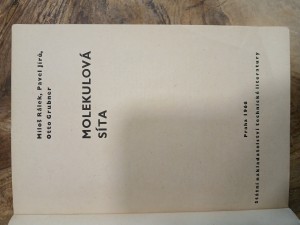 Miloš Rálek, Pavel Jírů,
Otto Grubner
MOLEKULOVÁ
SÍTA
Praha 1966
Státní nakladatelství technické literatury